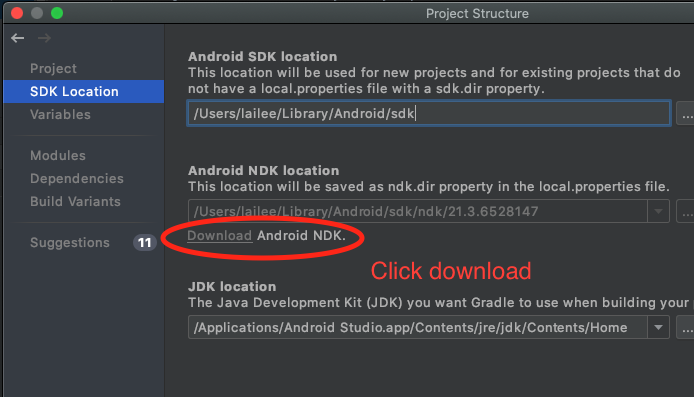 Project Structure
Project
SDK Location
Variables
Modules
Dependencies
Build Variants
Suggestions 11
Android SDK location
This location will be used for new projects and for existing projects that do
not have a local.properties file with a sdk.dir property.
/Users/lailee/Library/Android/sdk
...
Android NDK location
This location will be saved as ndk.dir property in the local.properties file.
/Users/lailee/Library/Android/sdk/ndk/21.3.6528147
...
Download Android NDK.
Click download
JDK location
The Java Development Kit (JDK) you want Gradle to use when building your
/Applications/Android Studio.app/Contents/jre/jdk/Contents/Home
...